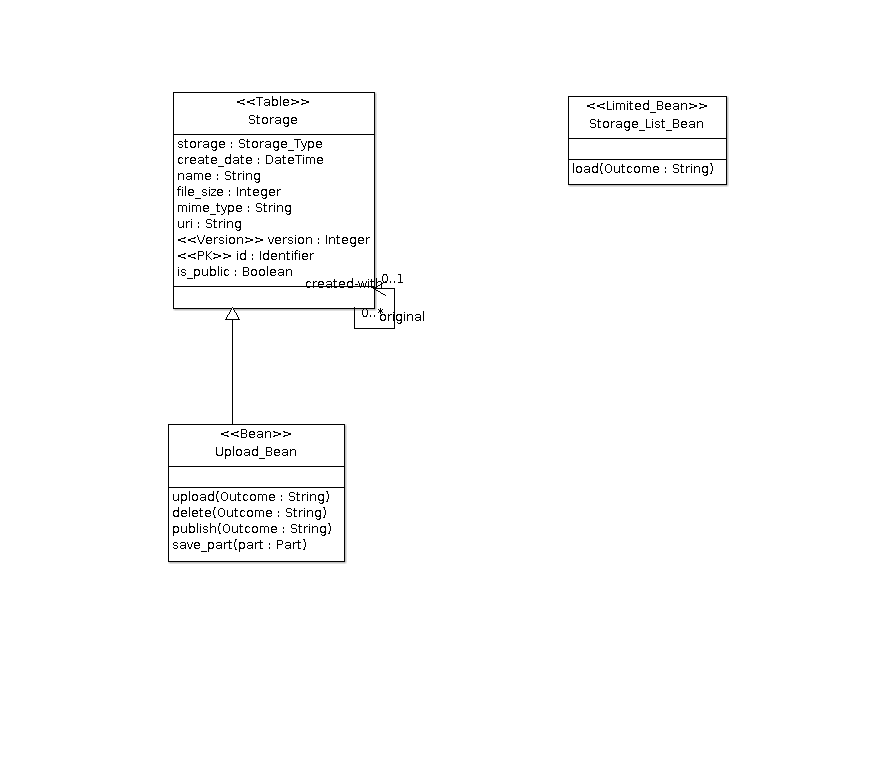 <<Table>>
Storage
storage : Storage_Type
create_date : DateTime
name : String
file_size : Integer
mime_type : String
uri : String
<<Version>> version : Integer
<<PK>> id : Identifier
is_public : Boolean
created-with
0..1
0..*
original
<<Limited_Bean>>
Storage_List_Bean
load(Outcome : String)
<<Bean>>
Upload_Bean
upload(Outcome : String)
delete(Outcome : String)
publish(Outcome : String)
save_part(part : Part)